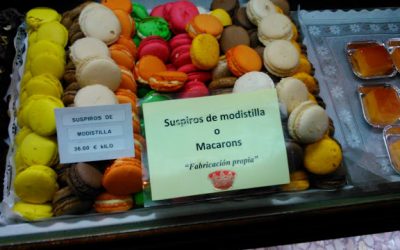 SUSPIROS DE
MODISTILLA
36.00 € KILO
Suspiros de modistilla
o
Macarons
"Fabricación propia"